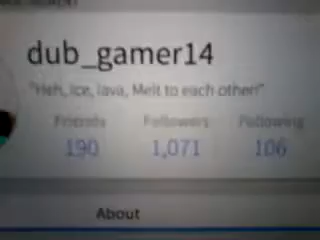 dub_gamer14
"Heh, Ice, lava, Melt to each other!"
Friends Followers Following
190 1,071 106
About